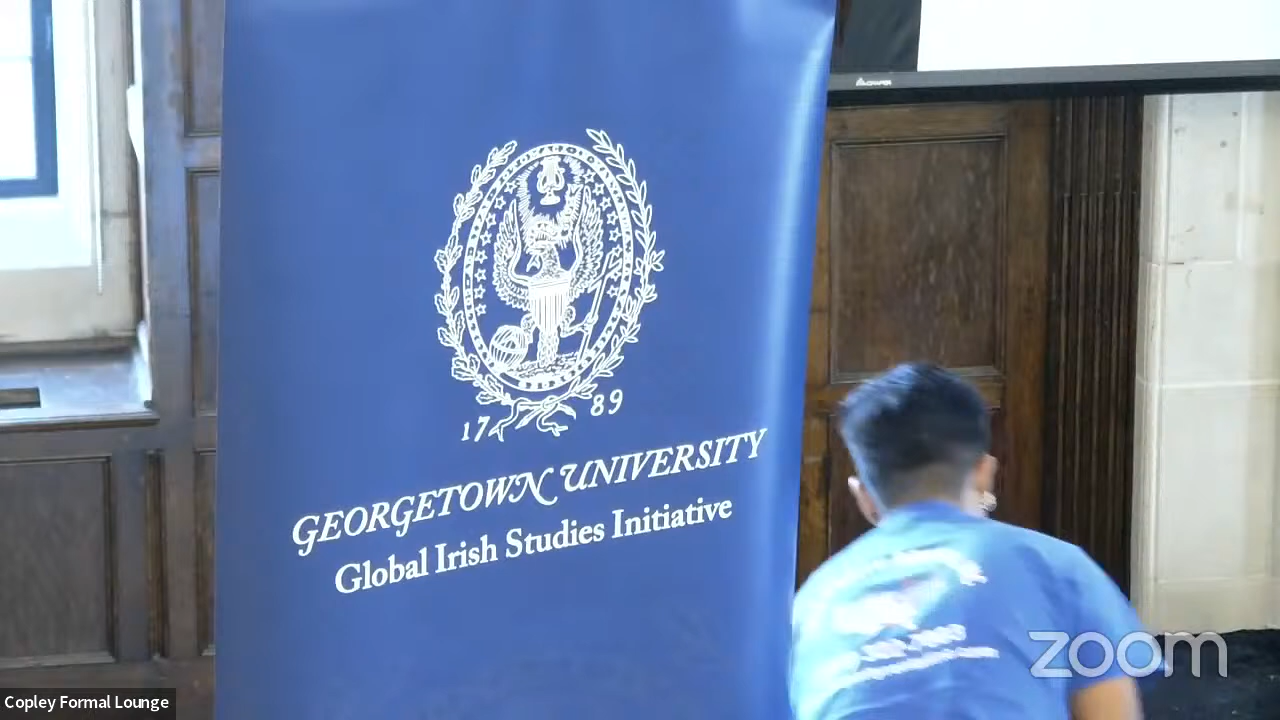 17 89
GEORGETOWN UNIVERSITY
Global Irish Studies Initiative
zoom
Copley Formal Lounge